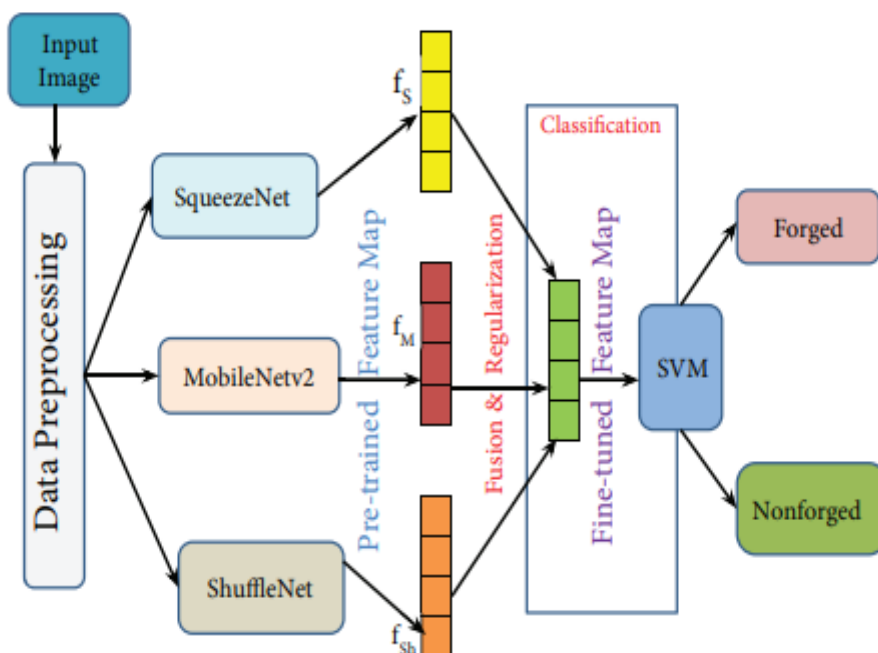 Input
Image
Data Preprocessing
SqueezeNet
MobileNetv2
ShuffleNet
Pre-trained Feature Map
f_S
f_M
f_Sh
Fusion & Regularization
Classification
Fine-tuned Feature Map
SVM
Forged
Nonforged